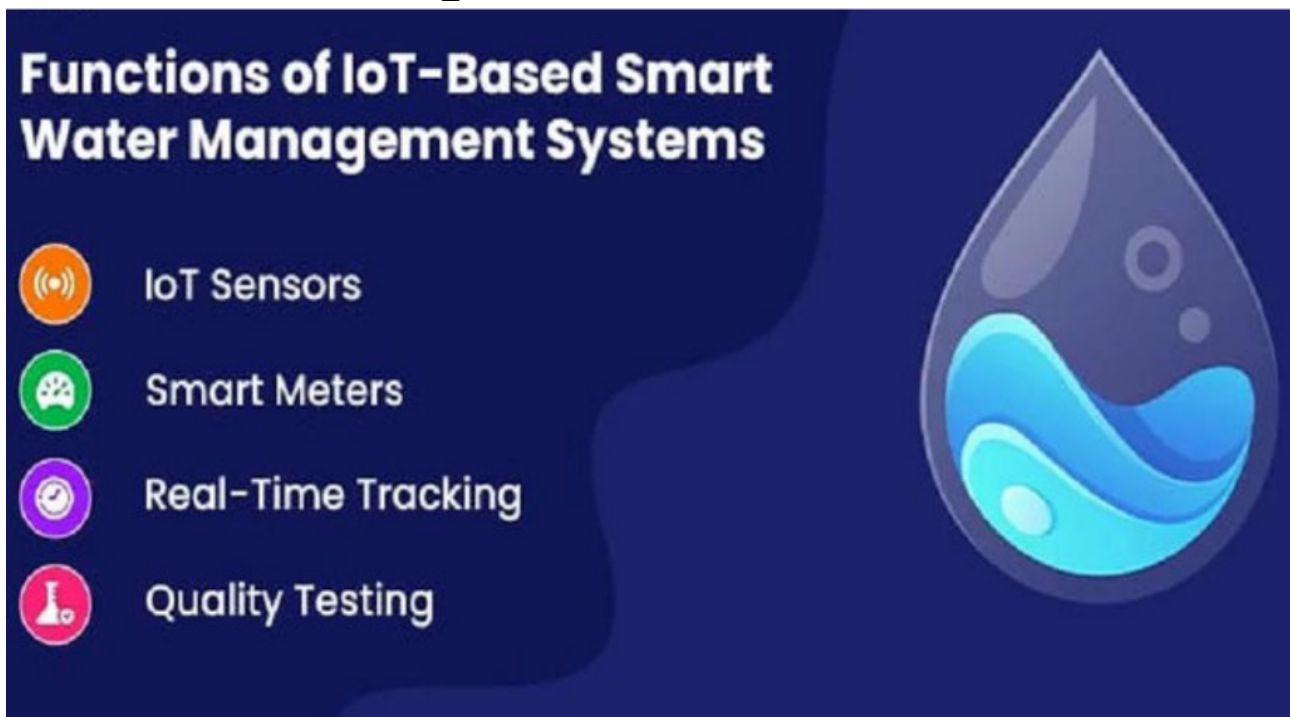 Functions of IoT-Based Smart
Water Management Systems
IoT Sensors
Smart Meters
Real-Time Tracking
Quality Testing